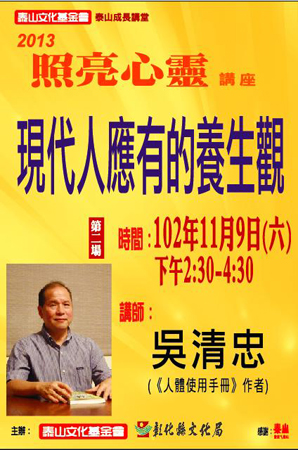 泰山文化基金會 泰山成長講堂
2013
照亮心靈 講座
現代人應有的養生觀
第二場
時間：102年11月9日(六)
下午2:30-4:30
講師：
吳清忠
(《人體使用手冊》作者)
主辦： 泰山文化基金會 彰化縣文化局 泰山